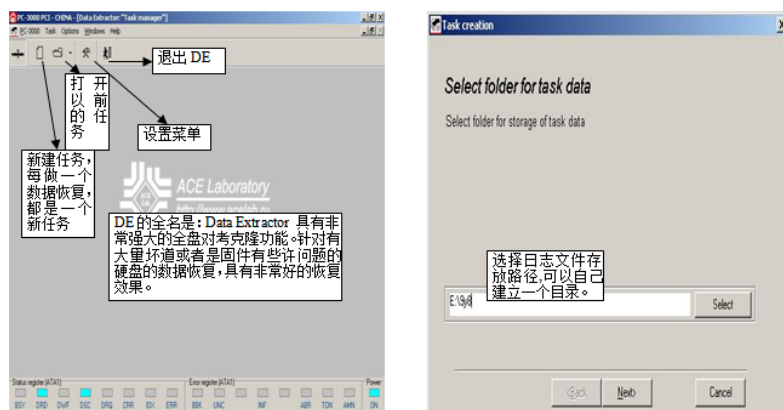 PC-3000 PCI - CHINA - [Data Extractor: "Task manager"]
PC-3000 Task Options Windows Help
退出 DE
打开
以前
的任
务
设置菜单
新建任务，
每做一个
数据恢复，
都是一个
新任务
ACE Laboratory
http://www.acelab.ru
DE的全名是：Data Extractor 具有非
常强大的全盘对考克隆功能。针对有
大量坏道或者是固件有些许问题的
硬盘的数据恢复，具有非常好的恢复
效果。
Status register (ATA1)
Error register (ATA1)
Power
BSY DRD DWF DSC DRQ CRR IDX ERR BBK UNC INF ABR TON AMN ON
Task creation
Select folder for task data
Select folder for storage of task data
选择日志文件存
放路径,可以自己
建立一个目录。
Select
<Back
Next>
Cancel